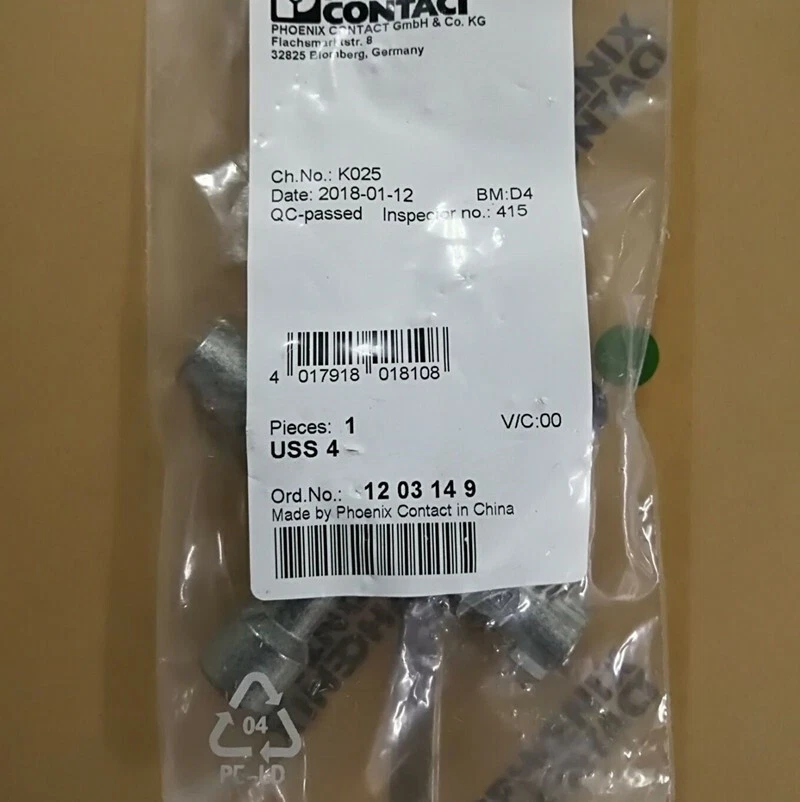 CONTACT
PHOENIX CONTACT GmbH & Co. KG
Flachsmarktstr. 8
32825 Blomberg, Germany
Ch.No.: K025
Date: 2018-01-12 BM:D4
QC-passed Inspector no.: 415
4 017918 018108
Pieces: 1 V/C:00
USS 4
Ord.No.: 12 03 14 9
Made by Phoenix Contact in China
04
PE-LD